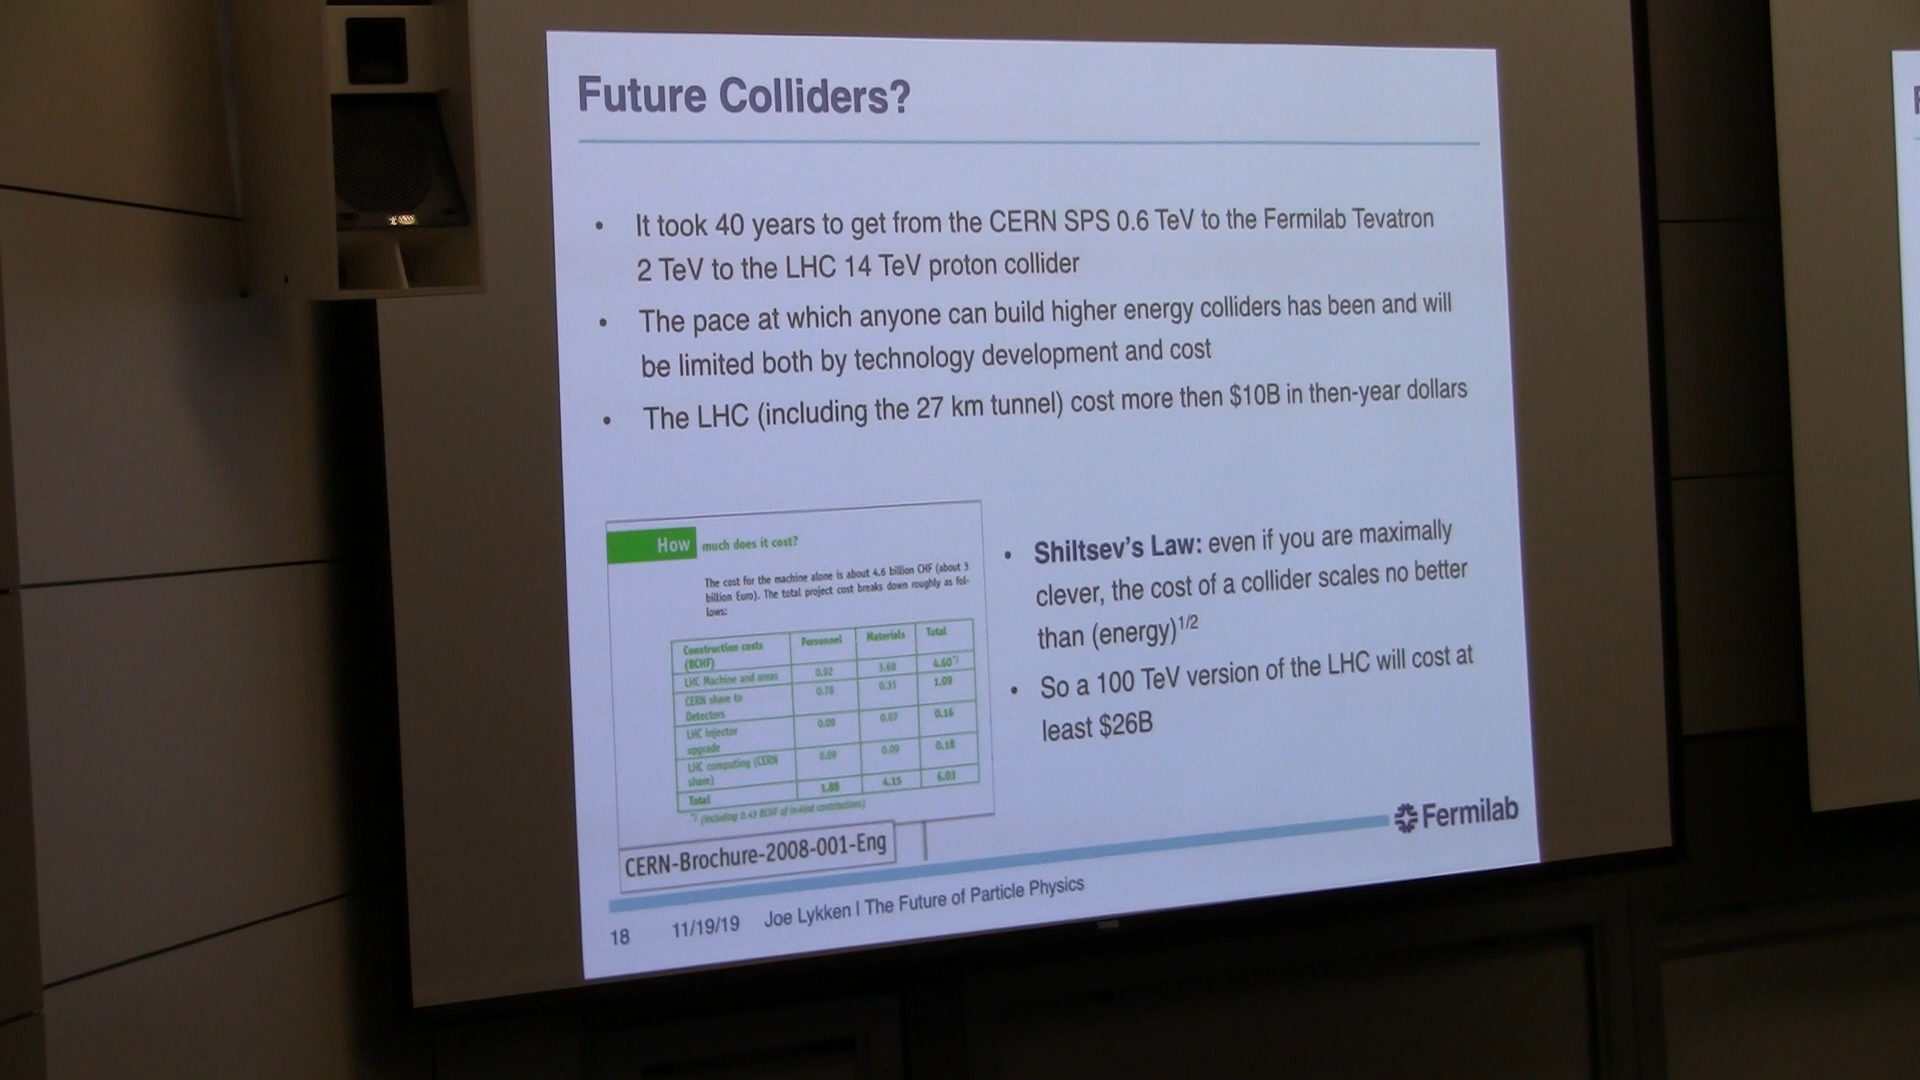 Future Colliders?
• It took 40 years to get from the CERN SPS 0.6 TeV to the Fermilab Tevatron
2 TeV to the LHC 14 TeV proton collider
• The pace at which anyone can build higher energy colliders has been and will
be limited both by technology development and cost
• The LHC (including the 27 km tunnel) cost more then $10B in then-year dollars
How much does it cost?
The cost for the machine alone is about 4.6 billion CHF (about 3
billion Euro). The total project cost breaks down roughly as fol-
lows:
Construction costs Personnel Materials Total
(BCHF)
LHC Machine and areas 0.92 3.68 4.60*)
CERN share to 0.78 0.31 1.09
Detectors
LHC injector 0.09 0.07 0.16
upgrade
LHC computing (CERN 0.09 0.09 0.18
share)
Total 1.88 4.15 6.03
*) (including 0.43 BCHF of in-kind contributions)
CERN-Brochure-2008-001-Eng
• Shiltsev's Law: even if you are maximally
clever, the cost of a collider scales no better
than (energy)1/2
• So a 100 TeV version of the LHC will cost at
least $26B
Fermilab
18 11/19/19 Joe Lykken I The Future of Particle Physics